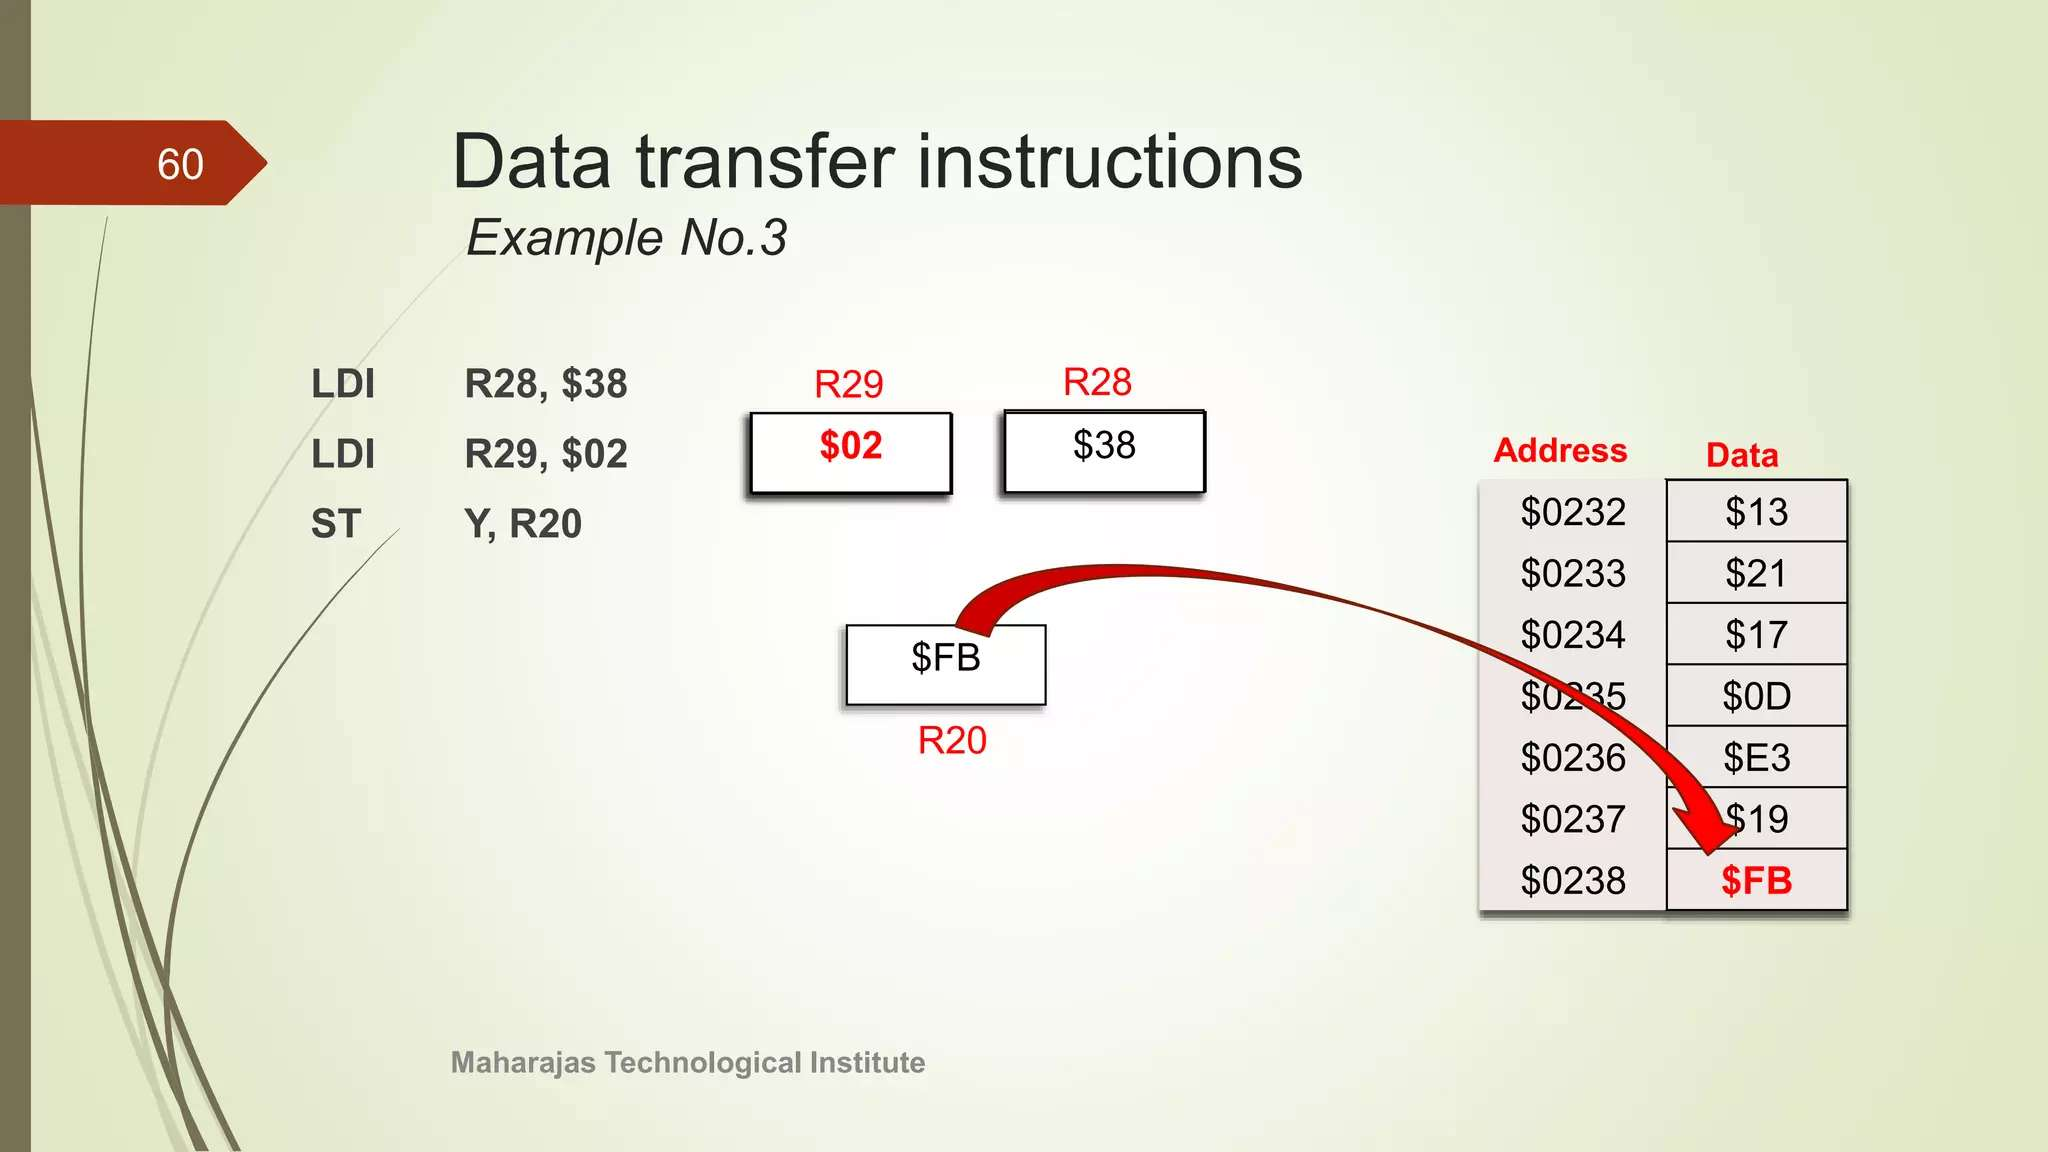 60
Data transfer instructions
Example No.3
LDI R28, $38
LDI R29, $02
ST Y, R20
R29 R28
$02 $38
$FB
R20
Address Data
$0232 $13
$0233 $21
$0234 $17
$0235 $0D
$0236 $E3
$0237 $19
$0238 $FB
Maharajas Technological Institute